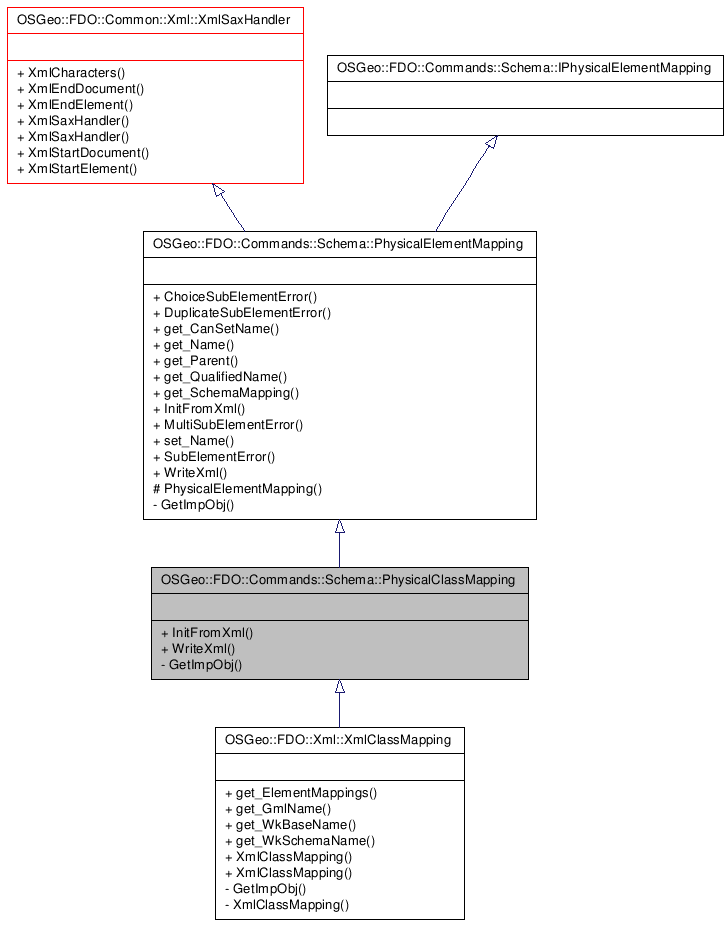 OSGeo::FDO::Common::Xml::XmlSaxHandler
+ XmlCharacters()
+ XmlEndDocument()
+ XmlEndElement()
+ XmlSaxHandler()
+ XmlSaxHandler()
+ XmlStartDocument()
+ XmlStartElement()
OSGeo::FDO::Commands::Schema::IPhysicalElementMapping
OSGeo::FDO::Commands::Schema::PhysicalElementMapping
+ ChoiceSubElementError()
+ DuplicateSubElementError()
+ get_CanSetName()
+ get_Name()
+ get_Parent()
+ get_QualifiedName()
+ get_SchemaMapping()
+ InitFromXml()
+ MultiSubElementError()
+ set_Name()
+ SubElementError()
+ WriteXml()
# PhysicalElementMapping()
- GetImpObj()
OSGeo::FDO::Commands::Schema::PhysicalClassMapping
+ InitFromXml()
+ WriteXml()
- GetImpObj()
OSGeo::FDO::Xml::XmlClassMapping
+ get_ElementMappings()
+ get_GmlName()
+ get_WkBaseName()
+ get_WkSchemaName()
+ XmlClassMapping()
+ XmlClassMapping()
- GetImpObj()
- XmlClassMapping()